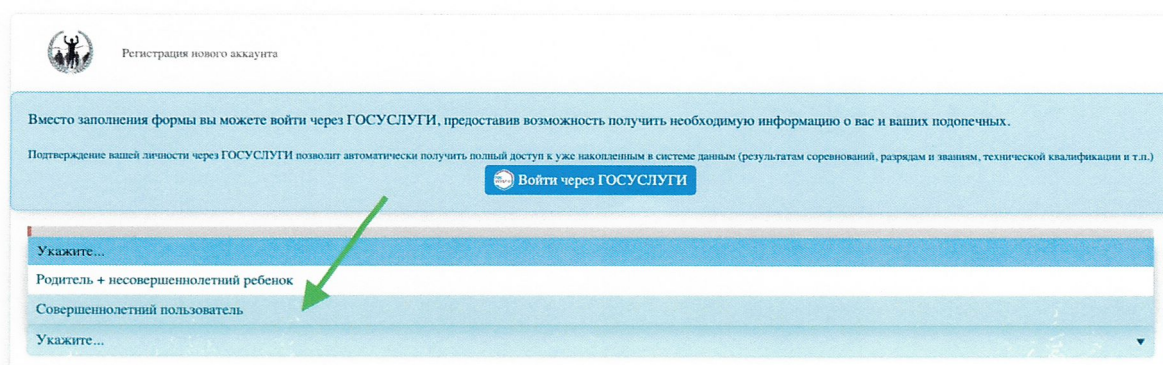 Регистрация нового аккаунта
Вместо заполнения формы вы можете войти через ГОСУСЛУГИ, предоставив возможность получить необходимую информацию о вас и ваших подопечных.
Подтверждение вашей личности через ГОСУСЛУГИ позволит автоматически получить полный доступ к уже накопленным в системе данным (результатам соревнований, разрядам и званиям, технической квалификации и т.п.)
Войти через ГОСУСЛУГИ
Укажите...
Родитель + несовершеннолетний ребенок
Совершеннолетний пользователь
Укажите...